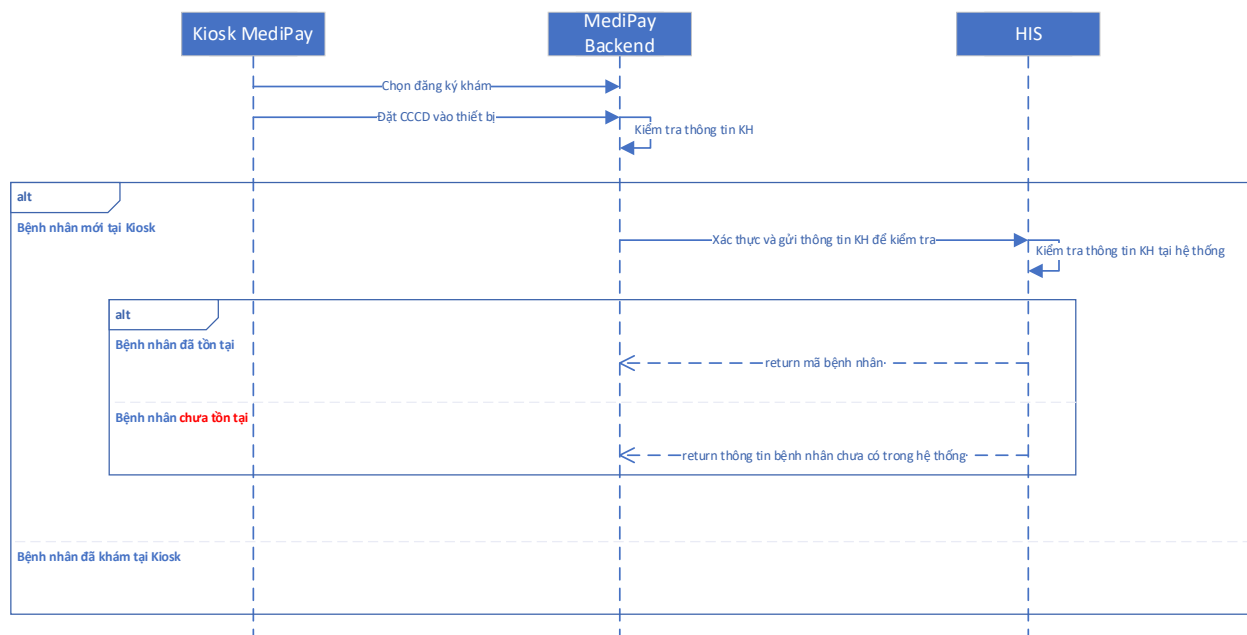 Kiosk MediPay
MediPay
Backend
HIS
Chọn đăng ký khám
Đặt CCCD vào thiết bị
Kiểm tra thông tin KH
alt
Bệnh nhân mới tại Kiosk
Xác thực và gửi thông tin KH để kiểm tra
Kiểm tra thông tin KH tại hệ thống
alt
Bệnh nhân đã tồn tại
return mã bệnh nhân
Bệnh nhân chưa tồn tại
return thông tin bệnh nhân chưa có trong hệ thống
Bệnh nhân đã khám tại Kiosk